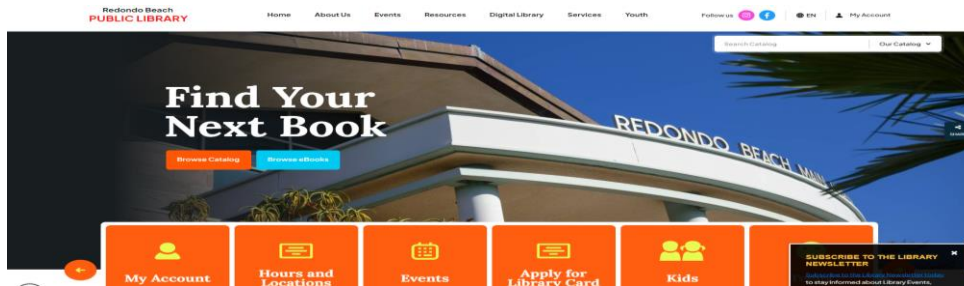 Redondo Beach
PUBLIC LIBRARY
Home About Us Events Resources Digital Library Services Youth
Follow us EN My Account
Search Catalog Our Catalog
Find Your
Next Book
REDONDO BEACH MAIN
SHARE
Browse Catalog Browse eBooks
My Account
Hours and
Locations
Events
Apply for
Library Card
Kids
SUBSCRIBE TO THE LIBRARY
NEWSLETTER
Subscribe to the Library Newsletter today
to stay informed about Library Events,